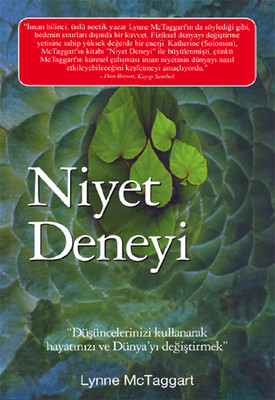 "İnsan bilinci, ünlü noetik yazar Lynne McTaggart'ın da söylediği gibi,
bedenin sınırları dışında bir kuvvet. Fiziksel dünyayı değiştirme
yetisine sahip yüksek değerde bir enerji. Katherine (Solomon),
McTaggart'ın kitabı "Niyet Deneyi" ile büyülenmişti, çünkü
McTaggart'ın küresel çalışması insan niyetinin dünyayı nasıl
etkileyebileceğini keşfetmeyi amaçlıyordu."
- Dan Brown, Kayıp Sembol
Niyet
Deneyi
"Düşüncelerinizi kullanarak
hayatınızı ve Dünya'yı değiştirmek"
Lynne McTaggart